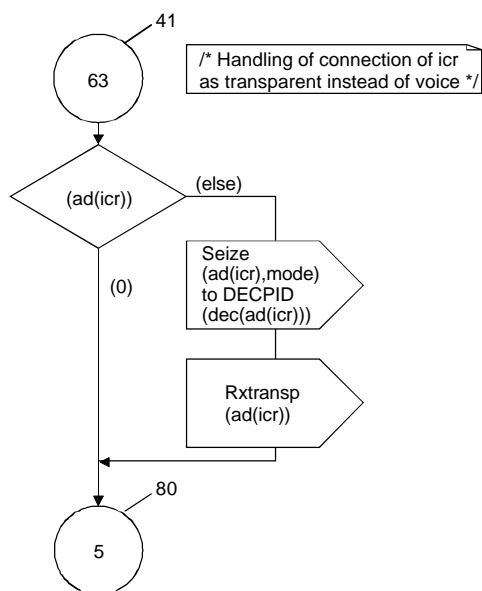 41
63
/* Handling of connection of icr
as transparent instead of voice */
(ad(icr))
(else)
(0)
Seize
(ad(icr),mode)
to DECPID
(dec(ad(icr)))
Rxtransp
(ad(icr))
80
5